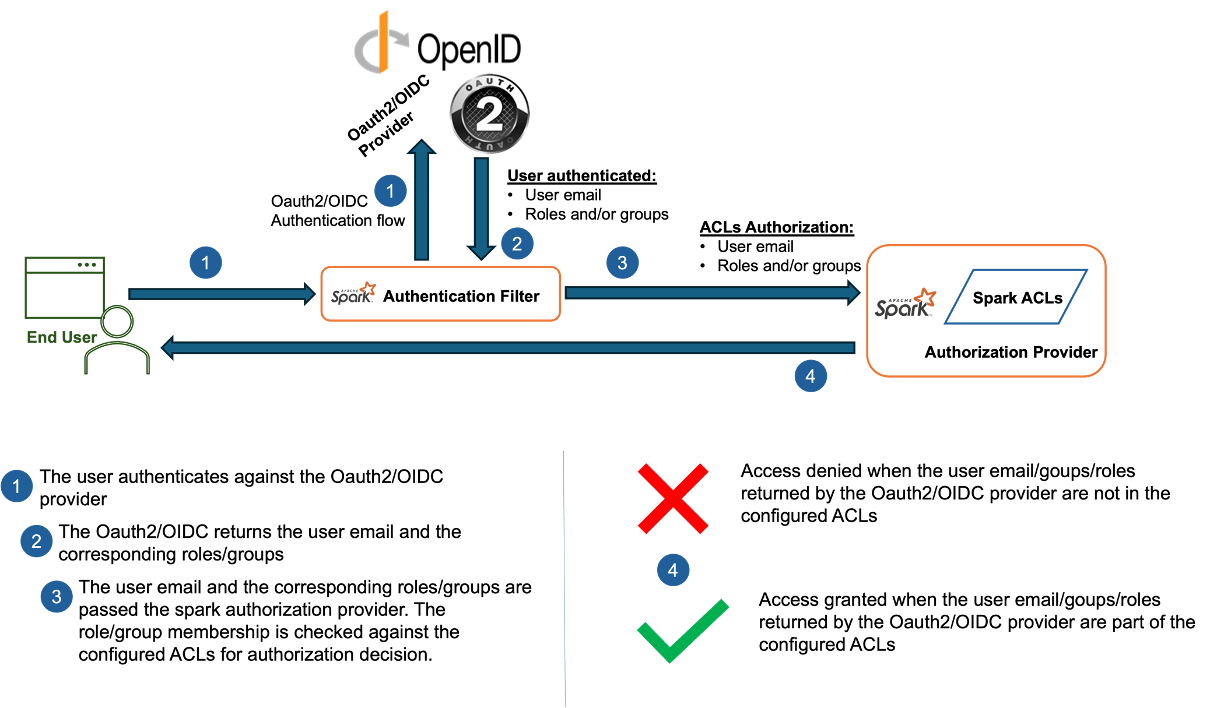 OpenID
OAUTH
2
OAUTH
Oauth2/OIDC
Provider
1
Oauth2/OIDC
Authentication flow
User authenticated:
• User email
• Roles and/or groups
2
1
3
ACLs Authorization:
• User email
• Roles and/or groups
End User
APACHE
Spark™
Authentication Filter
APACHE
Spark™
Spark ACLs
Authorization Provider
4
1
The user authenticates against the Oauth2/OIDC
provider
2
The Oauth2/OIDC returns the user email and the
corresponding roles/groups
3
The user email and the corresponding roles/groups are
passed the spark authorization provider. The
role/group membership is checked against the
configured ACLs for authorization decision.
Access denied when the user email/goups/roles
returned by the Oauth2/OIDC provider are not in the
configured ACLs
4
Access granted when the user email/goups/roles
returned by the Oauth2/OIDC provider are part of the
configured ACLs